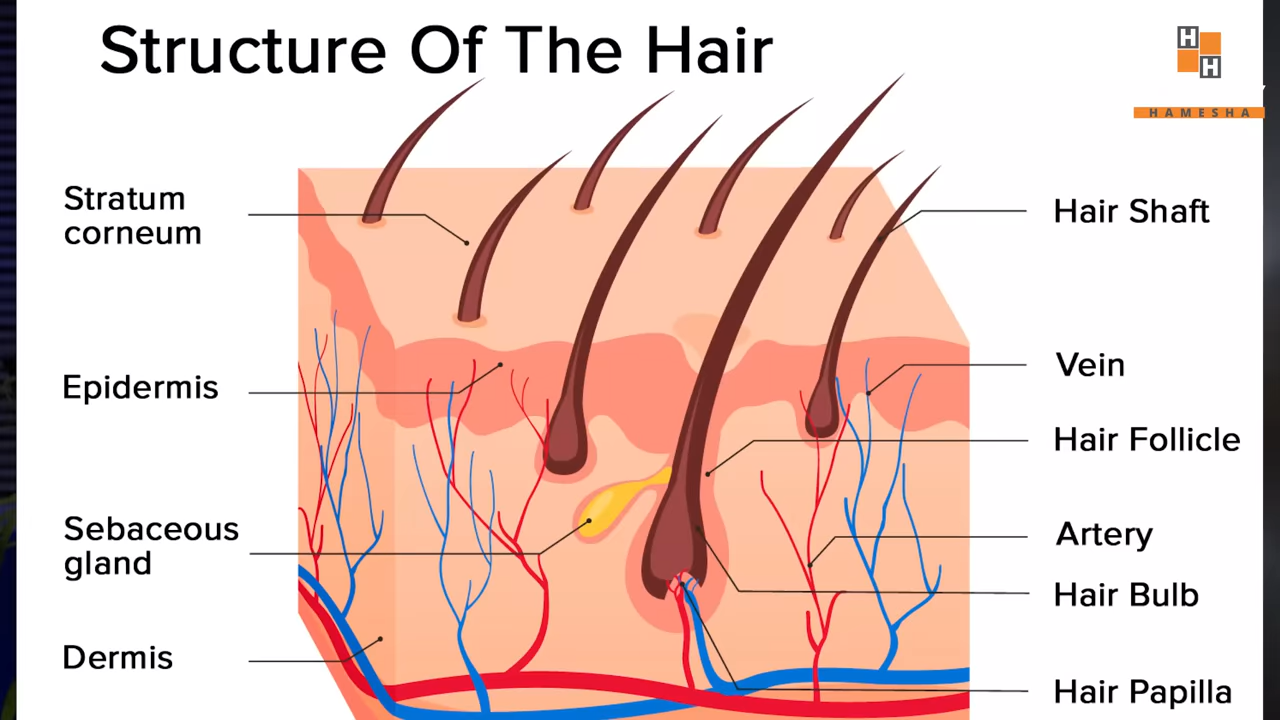 Structure Of The Hair
H
H
HAMESHA
Stratum
corneum
Epidermis
Sebaceous
gland
Dermis
Hair Shaft
Vein
Hair Follicle
Artery
Hair Bulb
Hair Papilla